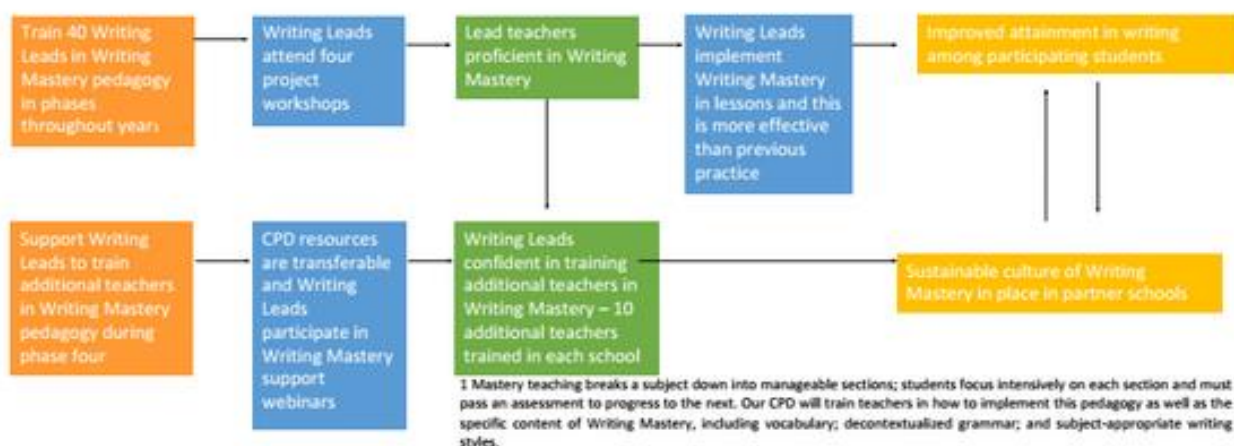 Train 40 Writing
Leads in Writing
Mastery pedagogy
in phases
throughout years
Writing Leads
attend four
project
workshops
Lead teachers
proficient in Writing
Mastery
Writing Leads
implement
Writing Mastery
in lessons and this
is more effective
than previous
practice
Improved attainment in writing
among participating students
Support Writing
Leads to train
additional teachers
in Writing Mastery
pedagogy during
phase four
CPD resources
are transferable
and Writing
Leads
participate in
Writing Mastery
support
webinars
Writing Leads
confident in training
additional teachers in
Writing Mastery – 10
additional teachers
trained in each school
Sustainable culture of Writing
Mastery in place in partner schools
1 Mastery teaching breaks a subject down into manageable sections; students focus intensively on each section and must
pass an assessment to progress to the next. Our CPD will train teachers in how to implement this pedagogy as well as the
specific content of Writing Mastery, including vocabulary; decontextualized grammar; and subject-appropriate writing
styles.